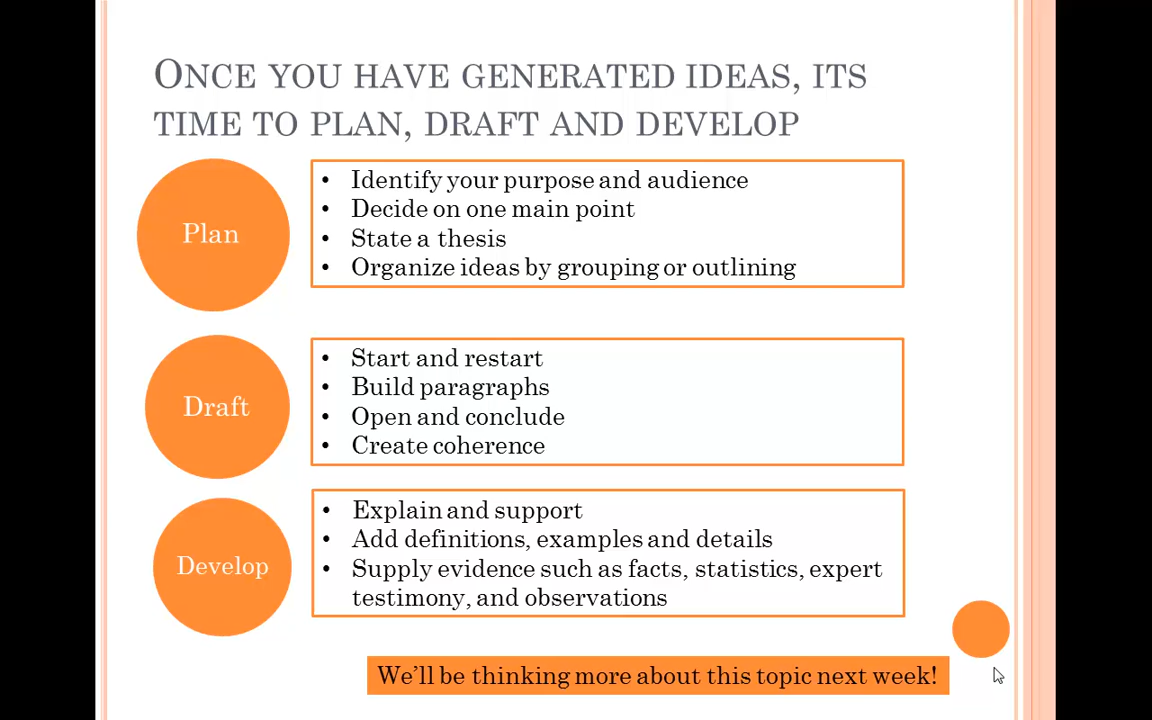 ONCE YOU HAVE GENERATED IDEAS, ITS
TIME TO PLAN, DRAFT AND DEVELOP
Plan
• Identify your purpose and audience
• Decide on one main point
• State a thesis
• Organize ideas by grouping or outlining
Draft
• Start and restart
• Build paragraphs
• Open and conclude
• Create coherence
Develop
• Explain and support
• Add definitions, examples and details
• Supply evidence such as facts, statistics, expert
testimony, and observations
We'll be thinking more about this topic next week!